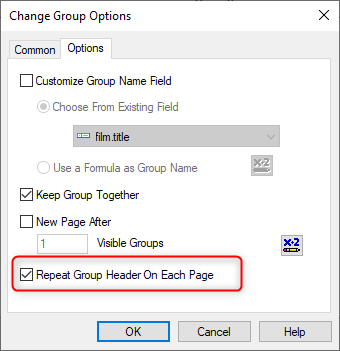 Change Group Options
Common Options
Customize Group Name Field
Choose From Existing Field
film.title
Use a Formula as Group Name x·2
Keep Group Together
New Page After
1 Visible Groups x·2
Repeat Group Header On Each Page
OK Cancel Help